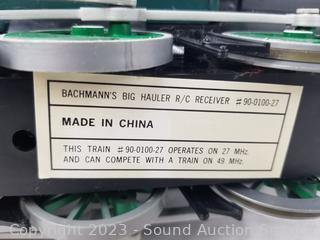 BACHMANN'S BIG HAULER R/C RECEIVER #90-0100-27
MADE IN CHINA
THIS TRAIN #90-0100-27 OPERATES ON 27 MHz.
AND CAN COMPETE WITH A TRAIN ON 49 MHz.
Copyright 2023 - Sound Auction Service